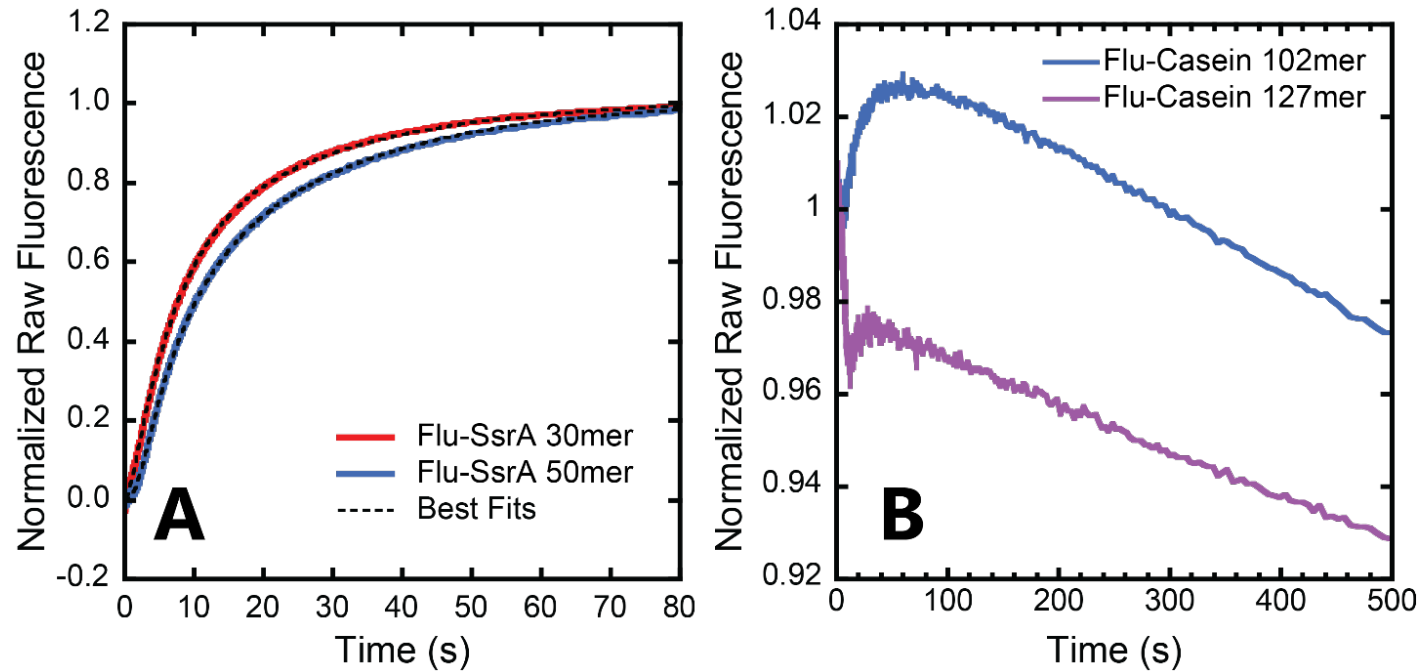 Normalized Raw Fluorescence
1.2
1.0
0.8
0.6
0.4
0.2
0.0
-0.2
Flu-SsrA 30mer
Flu-SsrA 50mer
Best Fits
A
0 10 20 30 40 50 60 70 80
Time (s)
Normalized Raw Fluorescence
1.04
1.02
1
0.98
0.96
0.94
0.92
Flu-Casein 102mer
Flu-Casein 127mer
B
0 100 200 300 400 500
Time (s)